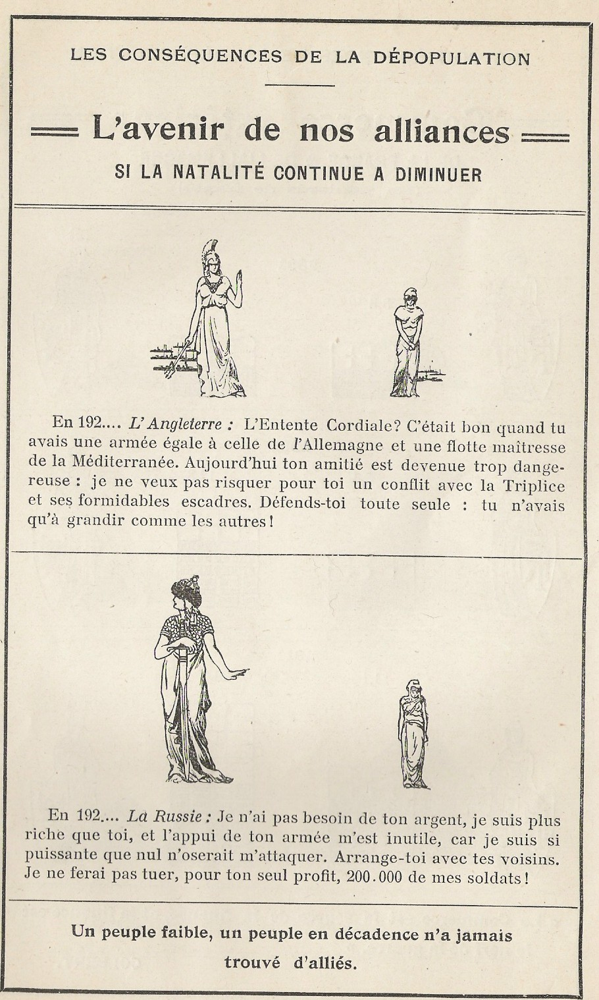 LES CONSÉQUENCES DE LA DÉPOPULATION
L'avenir de nos alliances
SI LA NATALITÉ CONTINUE A DIMINUER
En 192.... L'Angleterre : L'Entente Cordiale? C'était bon quand tu
avais une armée égale à celle de l'Allemagne et une flotte maîtresse
de la Méditerranée. Aujourd'hui ton amitié est devenue trop dange-
reuse : je ne veux pas risquer pour toi un conflit avec la Triplice
et ses formidables escadres. Défends-toi toute seule : tu n'avais
qu'à grandir comme les autres!
En 192.... La Russie : Je n'ai pas besoin de ton argent, je suis plus
riche que toi, et l'appui de ton armée m'est inutile, car je suis si
puissante que nul n'oserait m'attaquer. Arrange-toi avec tes voisins.
Je ne ferai pas tuer, pour ton seul profit, 200.000 de mes soldats!
Un peuple faible, un peuple en décadence n'a jamais
trouvé d'alliés.